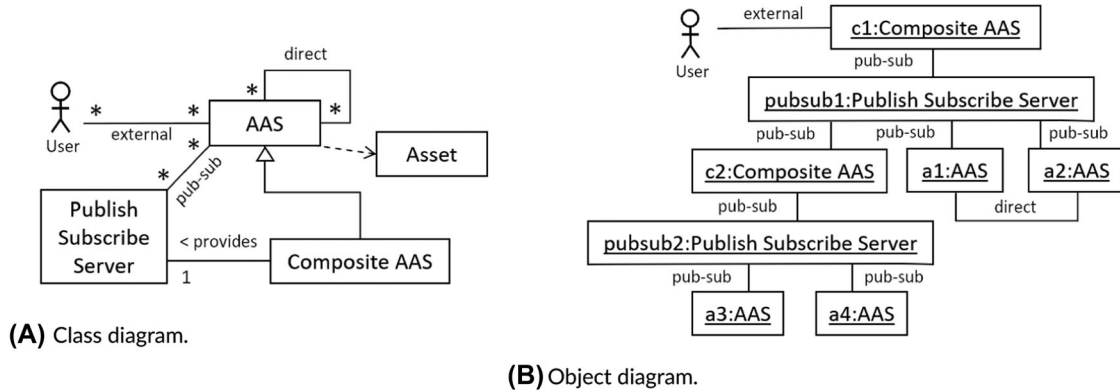 direct
*
*
AAS
*
*
external
User
*
*
pub-sub
Asset
Publish
Subscribe
Server
< provides
1
Composite AAS
(A) Class diagram.
external
User
c1:Composite AAS
pub-sub
pubsub1:Publish Subscribe Server
pub-sub
pub-sub
pub-sub
c2:Composite AAS
a1:AAS
a2:AAS
pub-sub
direct
pubsub2:Publish Subscribe Server
pub-sub
pub-sub
a3:AAS
a4:AAS
(B) Object diagram.